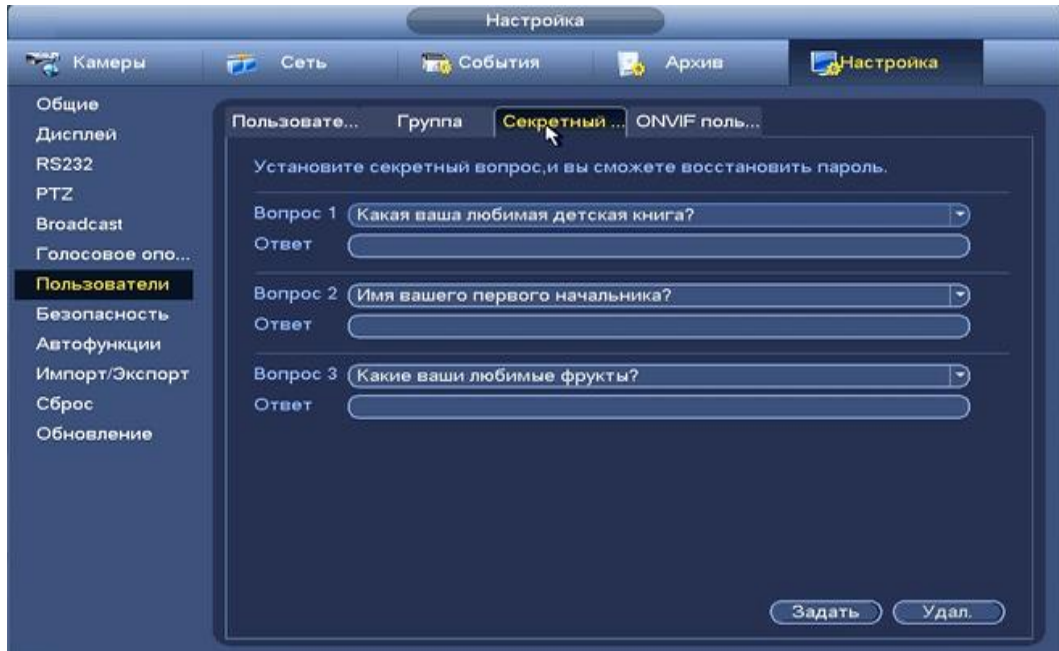 Настройка
Камеры Сеть События Архив Настройка
Общие
Дисплей
RS232
PTZ
Broadcast
Голосовое опо...
Пользователи
Безопасность
Автофункции
Импорт/Экспорт
Сброс
Обновление
Пользовате... Группа Секретный ... ONVIF поль...
Установите секретный вопрос,и вы сможете восстановить пароль.
Вопрос 1 Какая ваша любимая детская книга?
Ответ
Вопрос 2 Имя вашего первого начальника?
Ответ
Вопрос 3 Какие ваши любимые фрукты?
Ответ
Задать Удал.